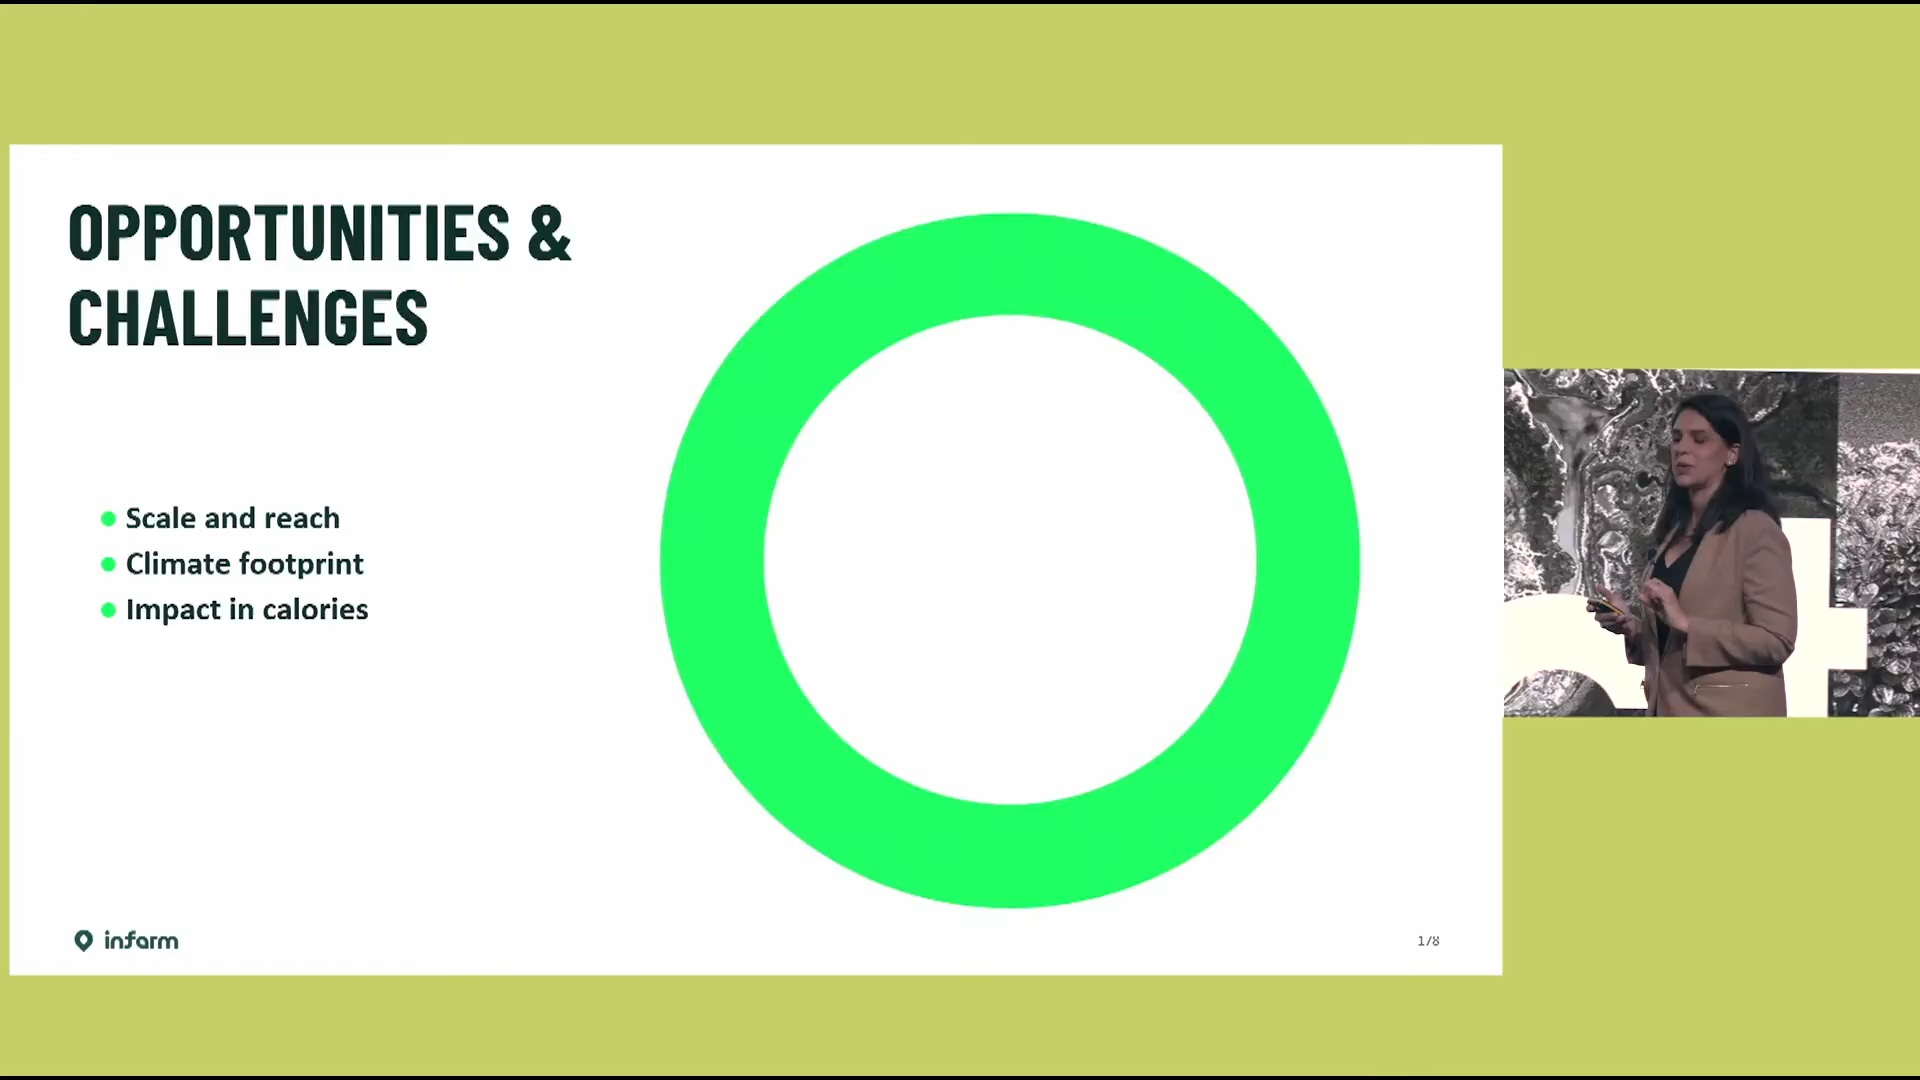 OPPORTUNITIES &
CHALLENGES
Scale and reach
Climate footprint
Impact in calories
infarm
1/8